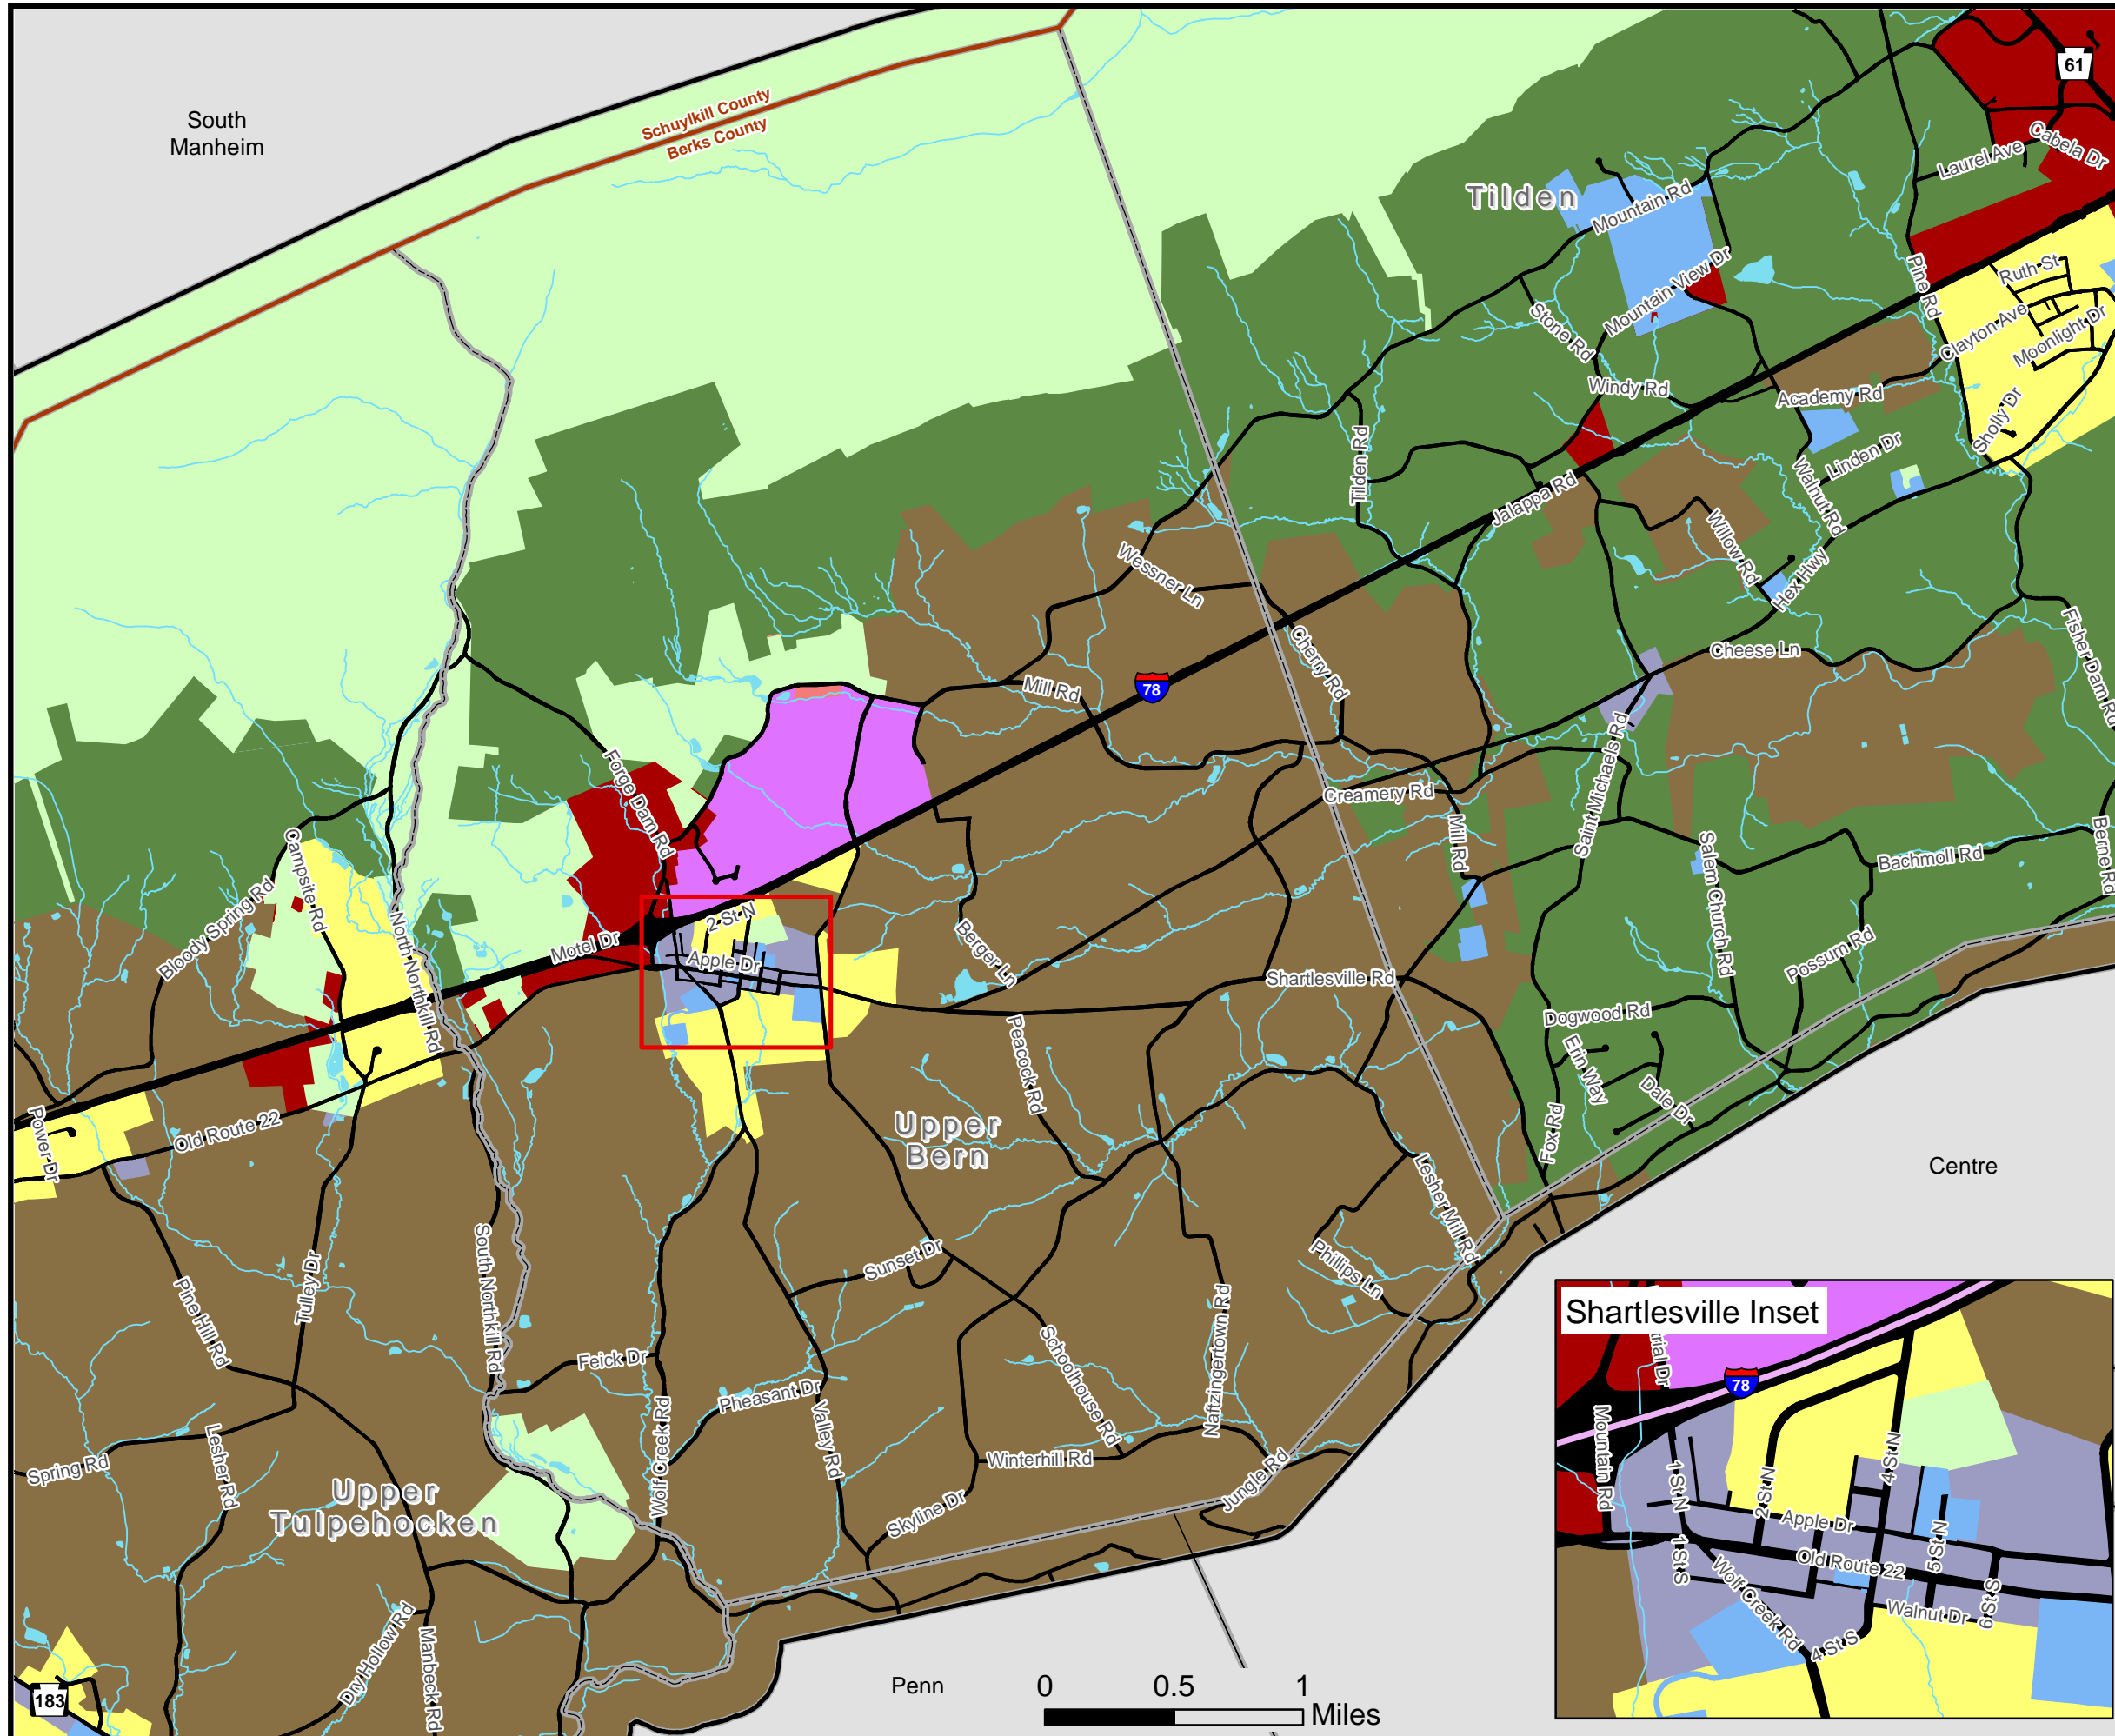 South
Manheim
Schuylkill County
Berks County
61
Cabela Dr
Laurel Ave
Tilden
Mountain Rd
Mountain View Dr
Pine Rd
Ruth St
Clayton Ave
Moonlight Dr
Stone Rd
Windy Rd
Academy Rd
Sholly Dr
Tilden Rd
Jalappa Rd
Linden Dr
Walnut Rd
Willow Rd
Hex Hwy
Wessner Ln
Cherry Rd
Cheese Ln
Fisher Dam Rd
Mill Rd
78
Saint Michaels Rd
Forge Dam Rd
Creamery Rd
Mill Rd
Salem Church Rd
Bachmoll Rd
Berne Rd
Campsite Rd
Bloody Spring Rd
North Northkill Rd
Motel Dr
2 St N
Apple Dr
Berger Ln
Shartlesville Rd
Possum Rd
Dogwood Rd
Erin Way
Dale Dr
Peacock Rd
Power Dr
Old Route 22
Upper
Bern
Fox Rd
Lesher Mill Rd
Centre
Pine Hill Rd
Tulley Dr
South Northkill Rd
Sunset Dr
Phillips Ln
Feick Dr
Schoolhouse Rd
Naftzingertown Rd
Pheasant Dr
Valley Rd
Wolf Creek Rd
Spring Rd
Lesher Rd
Winterhill Rd
Jungle Rd
Skyline Dr
Upper
Tulpehocken
Dry Hollow Rd
Manbeck Rd
183
Penn
0 0.5 1
Miles
Shartlesville Inset
trial Dr
78
Mountain Rd
1 St N
2 St N
4 St N
Apple Dr
5 St N
1 St S
Old Route 22
Wolf Creek Rd
Walnut Dr
6 St S
4 St S